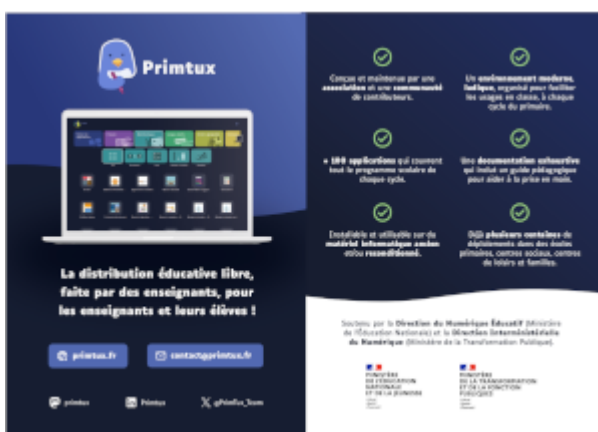 Primtux
La distribution éducative libre,
faite par des enseignants, pour
les enseignants et leurs élèves !
primtux.fr
contact@primtux.fr
primtux
Primtux
@PrimTux_Team
Conçue et maintenue par une
association et une communauté
de contributeurs.
Un environnement moderne,
ludique, organisé pour faciliter
les usages en classe, à chaque
cycle du primaire.
+ 100 applications qui couvrent
tout le programme scolaire de
chaque cycle.
Une documentation exhaustive
qui inclut un guide pédagogique
pour aider à la prise en main.
Installable et utilisable sur du
matériel informatique ancien
et/ou reconditionné.
Déjà plusieurs centaines de
déploiements dans des écoles
primaires, centres sociaux, centres
de loisirs et familles.
Soutenu par la Direction du Numérique Éducatif (Ministère
de l'Éducation Nationale) et la Direction Interministérielle
du Numérique (Ministère de la Transformation Publique).
MINISTÈRE
DE L'ÉDUCATION
NATIONALE
ET DE LA JEUNESSE
MINISTÈRE
DE LA TRANSFORMATION
ET DE LA FONCTION
PUBLIQUES